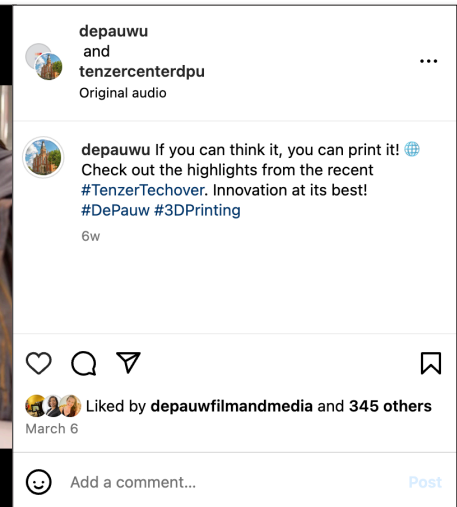 depauwu
and
tenzercenterdpu
Original audio
depauwu If you can think it, you can print it! 🌐
Check out the highlights from the recent
#TenzerTechover. Innovation at its best!
#DePauw #3DPrinting
6w
Liked by depauwfilmandmedia and 345 others
March 6
Add a comment...
Post